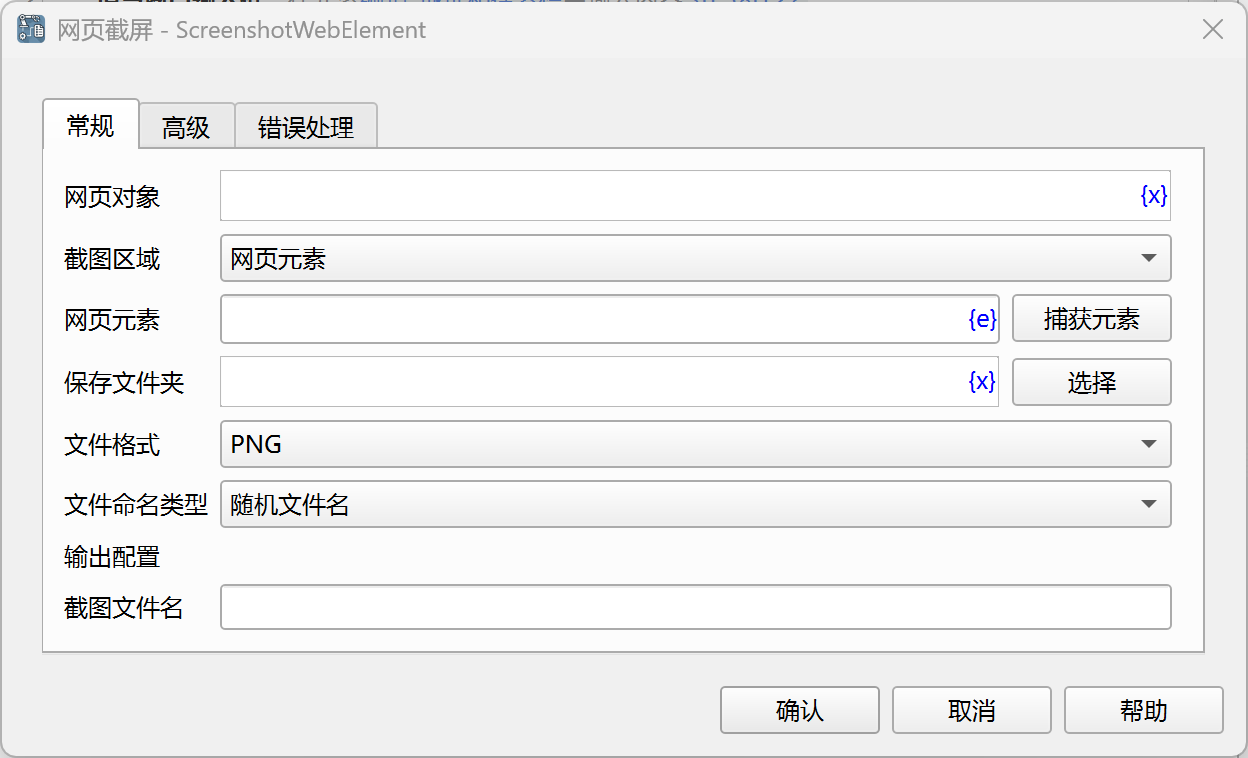 网页截屏 - ScreenshotWebElement
常规 高级 错误处理
网页对象 {x}
截图区域 网页元素
网页元素 {e} 捕获元素
保存文件夹 {x} 选择
文件格式 PNG
文件命名类型 随机文件名
输出配置
截图文件名
确认 取消 帮助